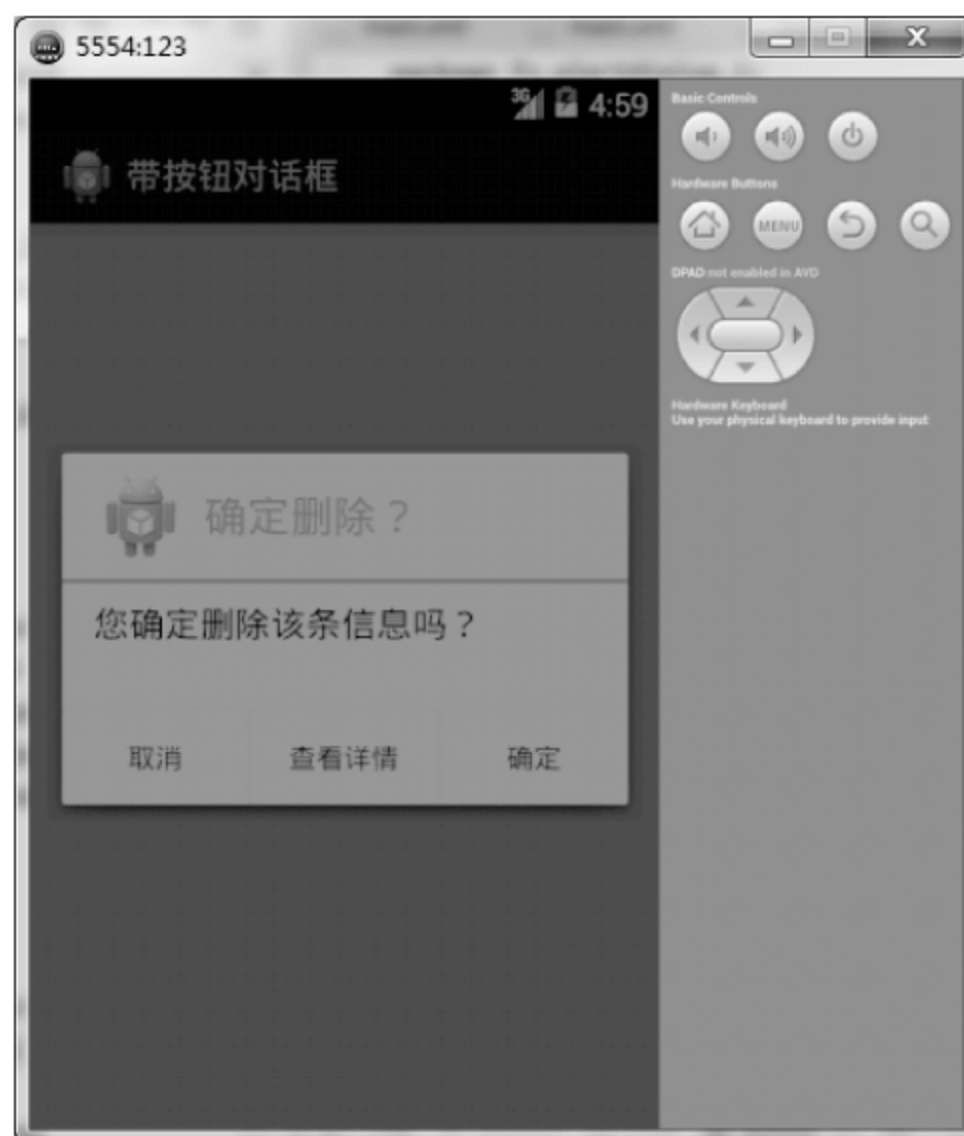 5554:123
3G 4:59
带按钮对话框
确定删除？
您确定删除该条信息吗？
取消 查看详情 确定
Basic Controls
Hardware Buttons
MENU
DPAD not enabled in AVD
Hardware Keyboard
Use your physical keyboard to provide input